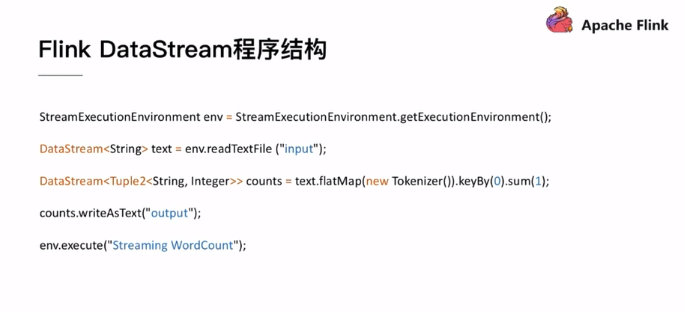 Apache Flink
Flink DataStream程序结构
StreamExecutionEnvironment env = StreamExecutionEnvironment.getExecutionEnvironment();
DataStream<String> text = env.readTextFile ("input");
DataStream<Tuple2<String, Integer>> counts = text.flatMap(new Tokenizer()).keyBy(0).sum(1);
counts.writeAsText("output");
env.execute("Streaming WordCount");